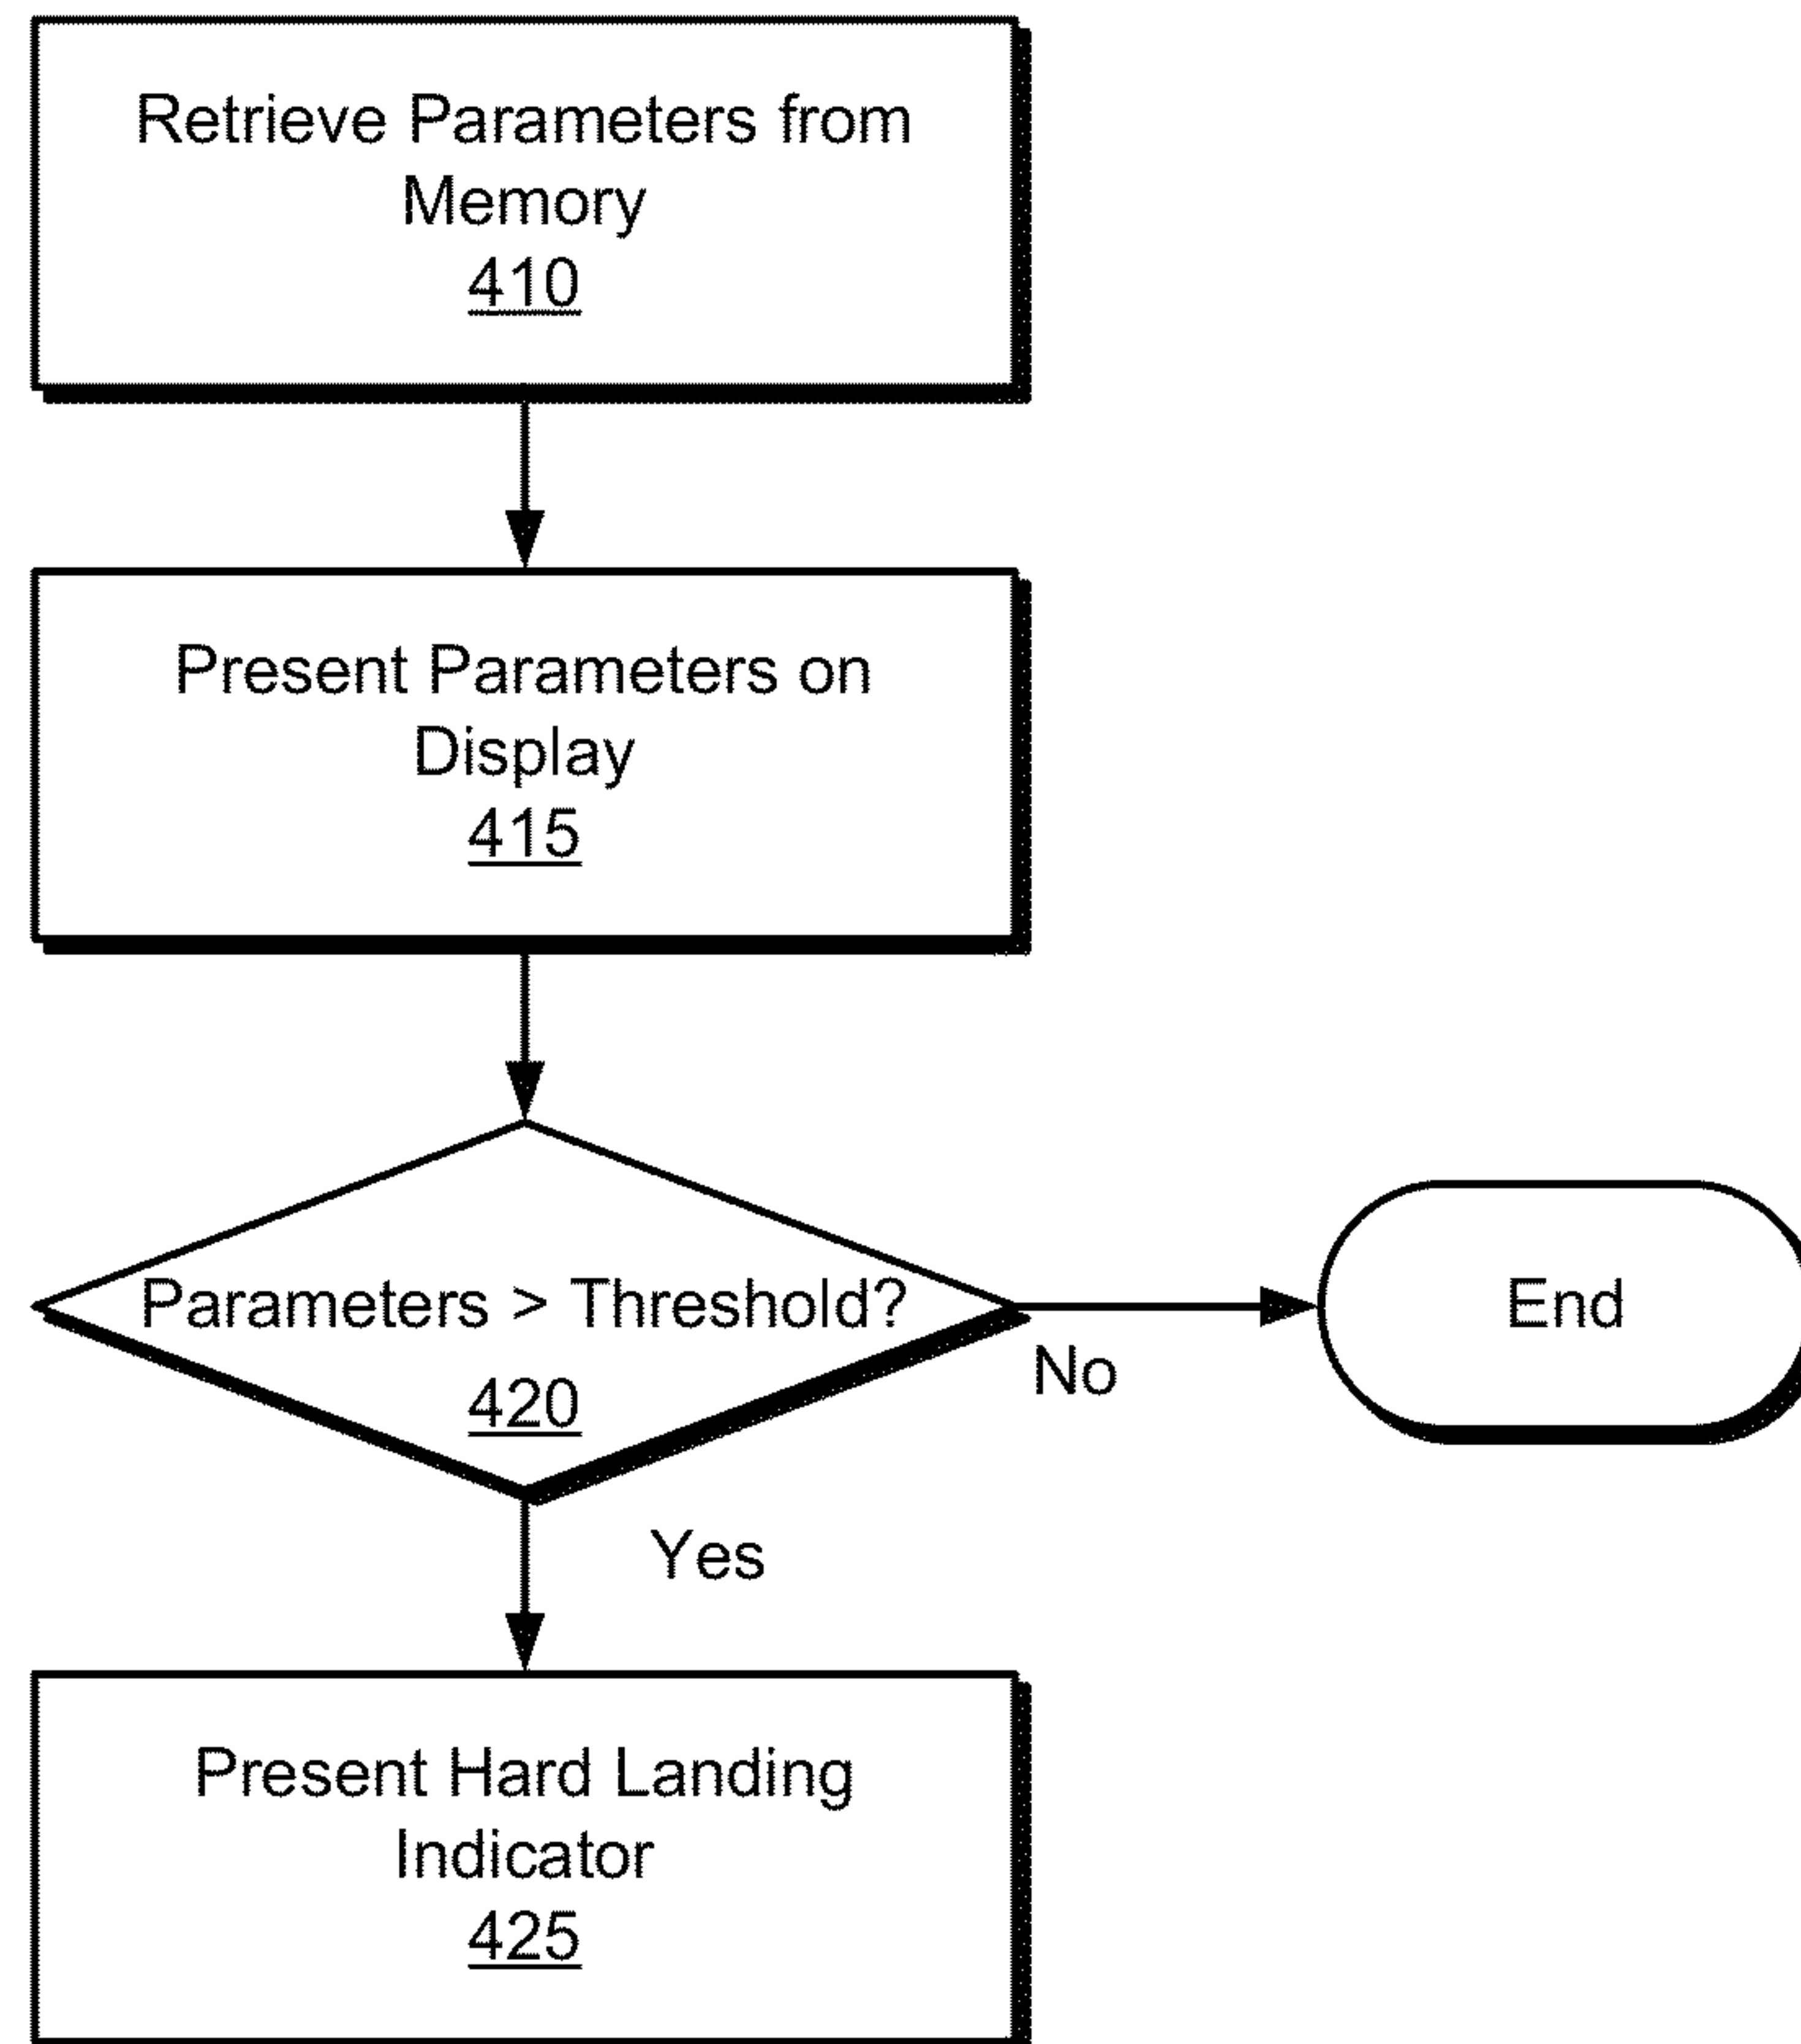 Retrieve Parameters from
Memory
410
Present Parameters on
Display
415
Parameters > Threshold?
420
End
No
Yes
Present Hard Landing
Indicator
425